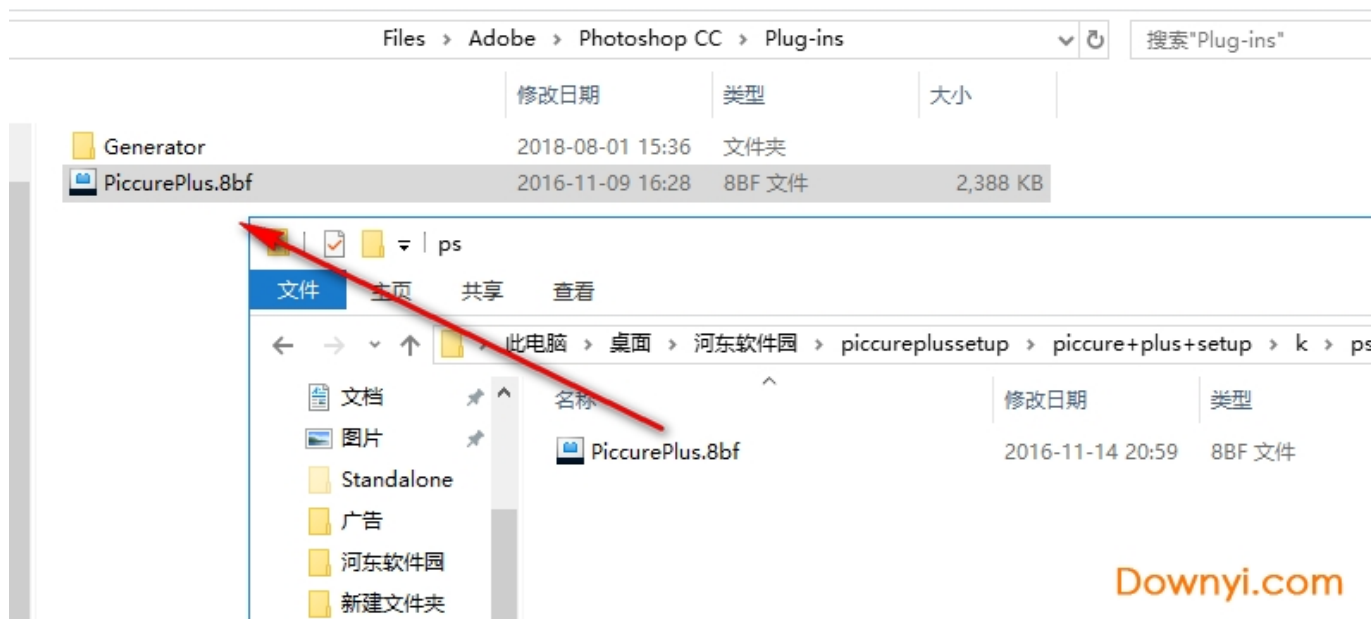 Files > Adobe > Photoshop CC > Plug-ins 搜索"Plug-ins"
修改日期 类型 大小
Generator 2018-08-01 15:36 文件夹
PiccurePlus.8bf 2016-11-09 16:28 8BF 文件 2,388 KB
ps
文件 主页 共享 查看
此电脑 > 桌面 > 河东软件园 > piccureplussetup > piccure+plus+setup > k > ps
文档 名称 修改日期 类型
图片
PiccurePlus.8bf 2016-11-14 20:59 8BF 文件
Standalone
广告
河东软件园
新建文件夹
Downyi.com